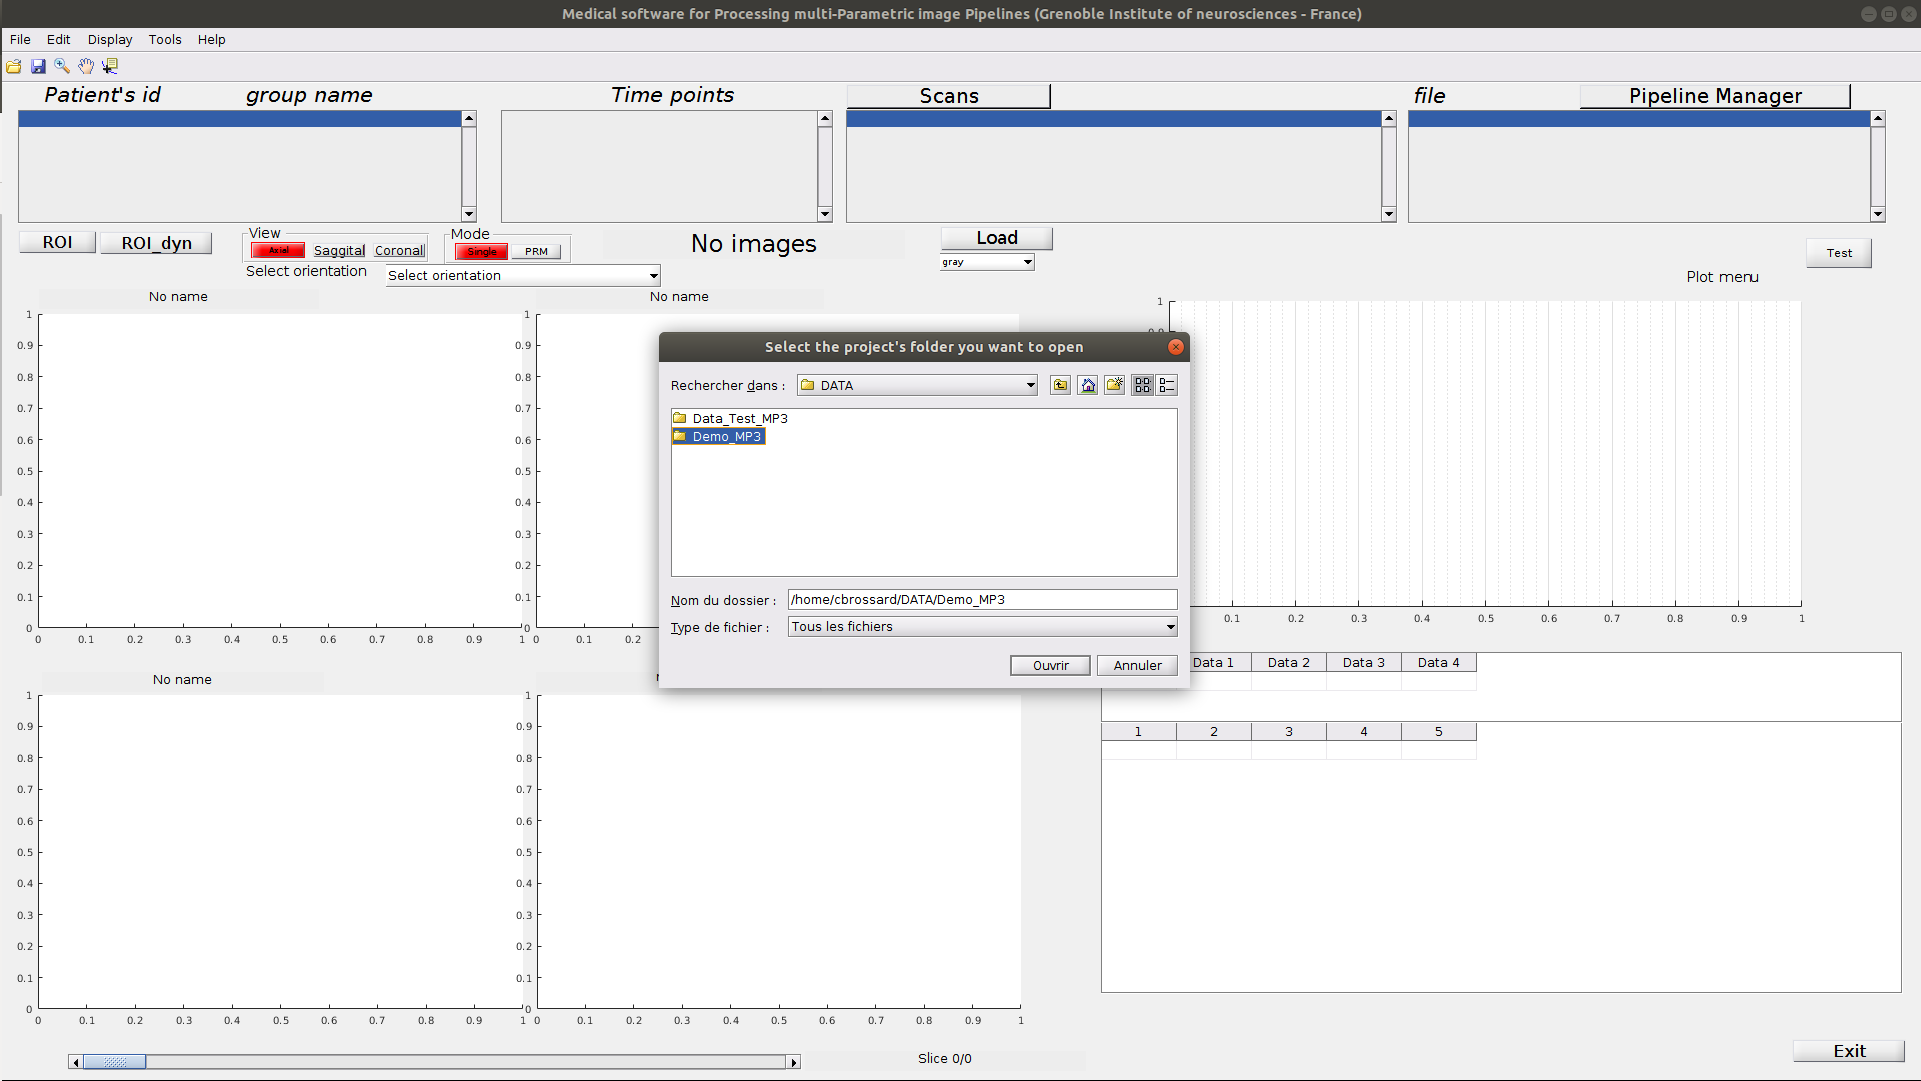 Medical software for Processing multi-Parametric image Pipelines (Grenoble Institute of neurosciences - France)
File Edit Display Tools Help
Patient's id group name Time points Scans file Pipeline Manager
ROI ROI_dyn View Axial Saggital Coronal Mode Single PRM No images Load gray Test
Select orientation Select orientation Plot menu
No name No name
Select the project's folder you want to open
Rechercher dans : DATA
Data_Test_MP3
Demo_MP3
Nom du dossier : /home/cbrossard/DATA/Demo_MP3
Type de fichier : Tous les fichiers
Ouvrir Annuler
1 0.9 0.8 0.7 0.6 0.5 0.4 0.3 0.2 0.1 0
0 0.1 0.2 0.3 0.4 0.5 0.6 0.7 0.8 0.9 1
1 0.9 0.8 0.7 0.6 0.5 0.4 0.3 0.2 0.1 0
0 0.1 0.2
1
0.1 0.2 0.3 0.4 0.5 0.6 0.7 0.8 0.9 1
Data 1 Data 2 Data 3 Data 4
1 2 3 4 5
No name
1 0.9 0.8 0.7 0.6 0.5 0.4 0.3 0.2 0.1 0
0 0.1 0.2 0.3 0.4 0.5 0.6 0.7 0.8 0.9 1
1 0.9 0.8 0.7 0.6 0.5 0.4 0.3 0.2 0.1 0
0 0.1 0.2 0.3 0.4 0.5 0.6 0.7 0.8 0.9 1
Slice 0/0
Exit